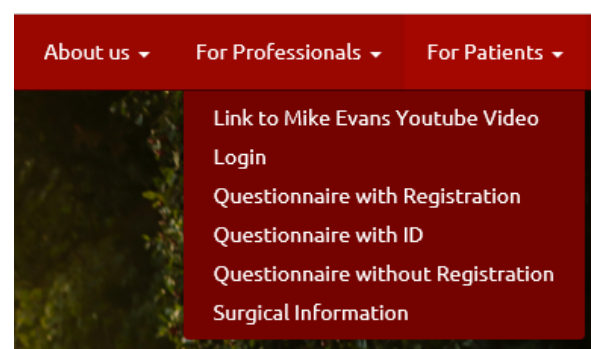 About us For Professionals For Patients
Link to Mike Evans Youtube Video
Login
Questionnaire with Registration
Questionnaire with ID
Questionnaire without Registration
Surgical Information